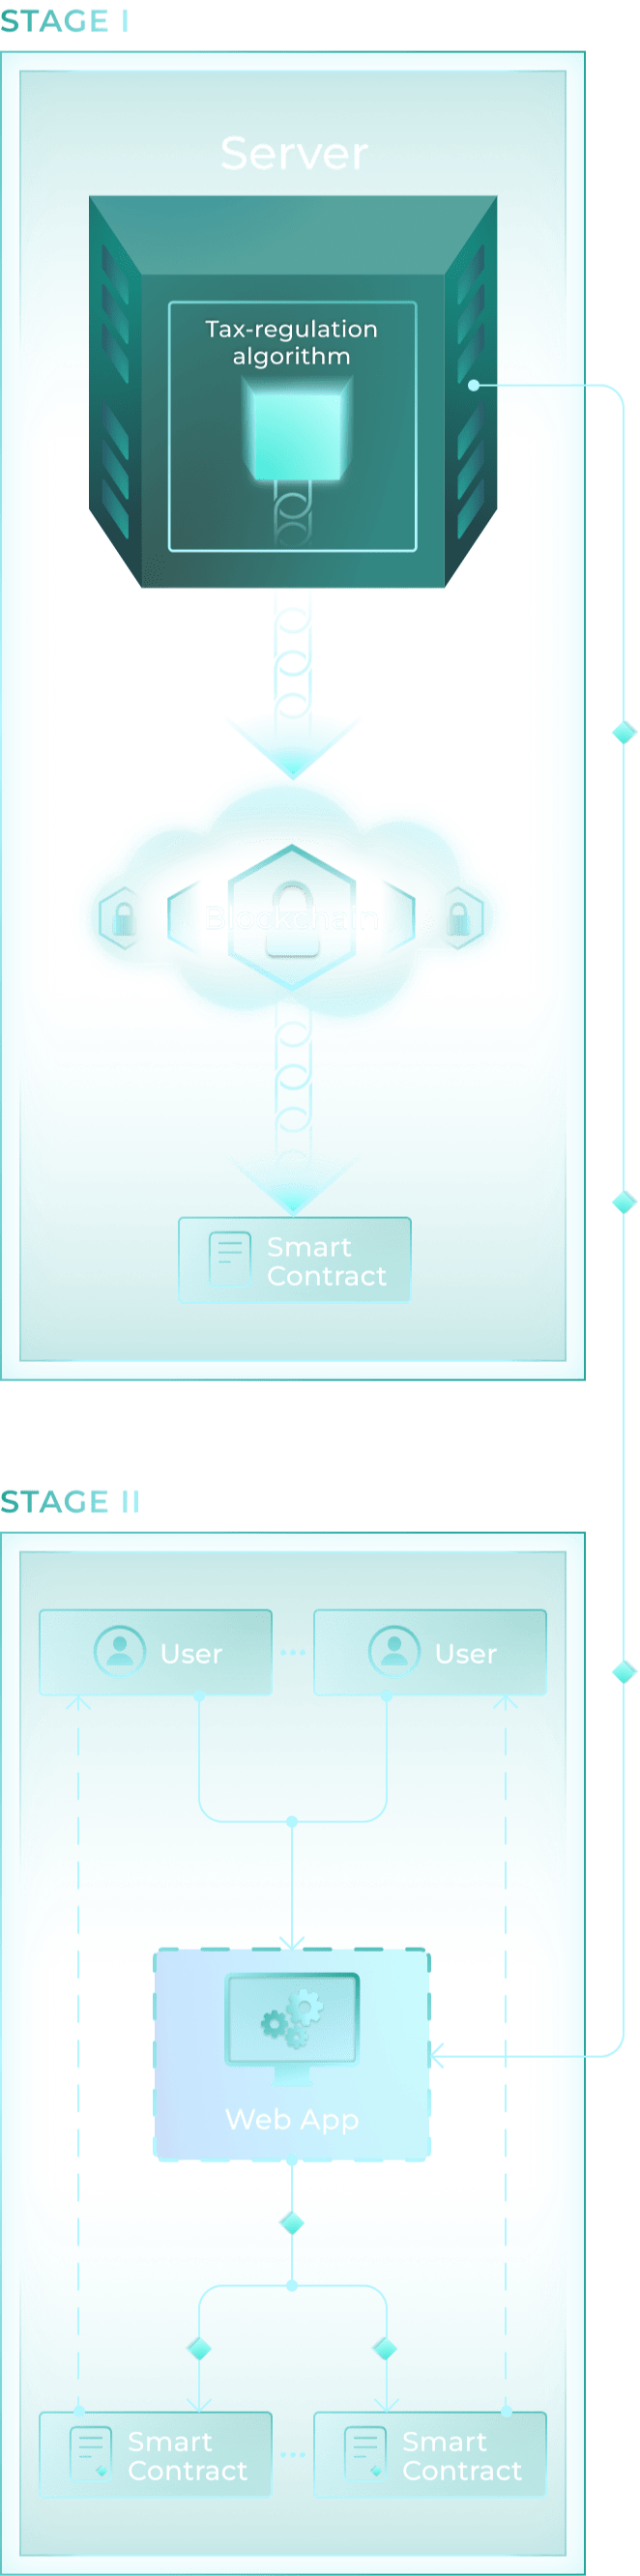 STAGE I
Server
Tax-regulation
algorithm
Blockchain
Smart
Contract
STAGE II
User
User
Web App
Smart
Contract
Smart
Contract